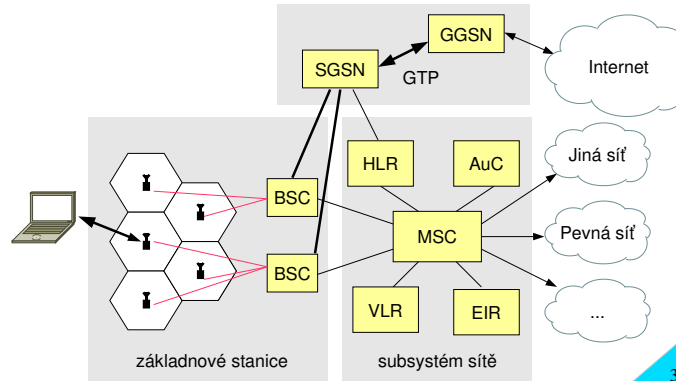 GGSN
SGSN
GTP
Internet
HLR
AuC
Jiná síť
BSC
MSC
Pevná síť
BSC
VLR
EIR
...
základnové stanice
subsystém sítě
3